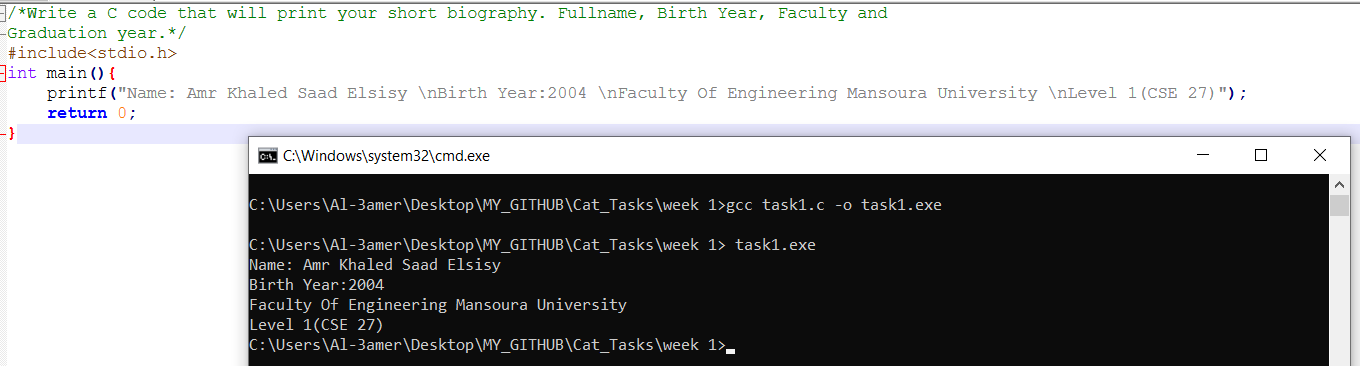 /*Write a C code that will print your short biography. Fullname, Birth Year, Faculty and
Graduation year.*/
#include<stdio.h>
int main(){
    printf("Name: Amr Khaled Saad Elsisy \nBirth Year:2004 \nFaculty Of Engineering Mansoura University \nLevel 1(CSE 27)");
    return 0;
}
C:\Windows\system32\cmd.exe
C:\Users\Al-3amer\Desktop\MY_GITHUB\Cat_Tasks\week 1>gcc task1.c -o task1.exe
C:\Users\Al-3amer\Desktop\MY_GITHUB\Cat_Tasks\week 1> task1.exe
Name: Amr Khaled Saad Elsisy
Birth Year:2004
Faculty Of Engineering Mansoura University
Level 1(CSE 27)
C:\Users\Al-3amer\Desktop\MY_GITHUB\Cat_Tasks\week 1>